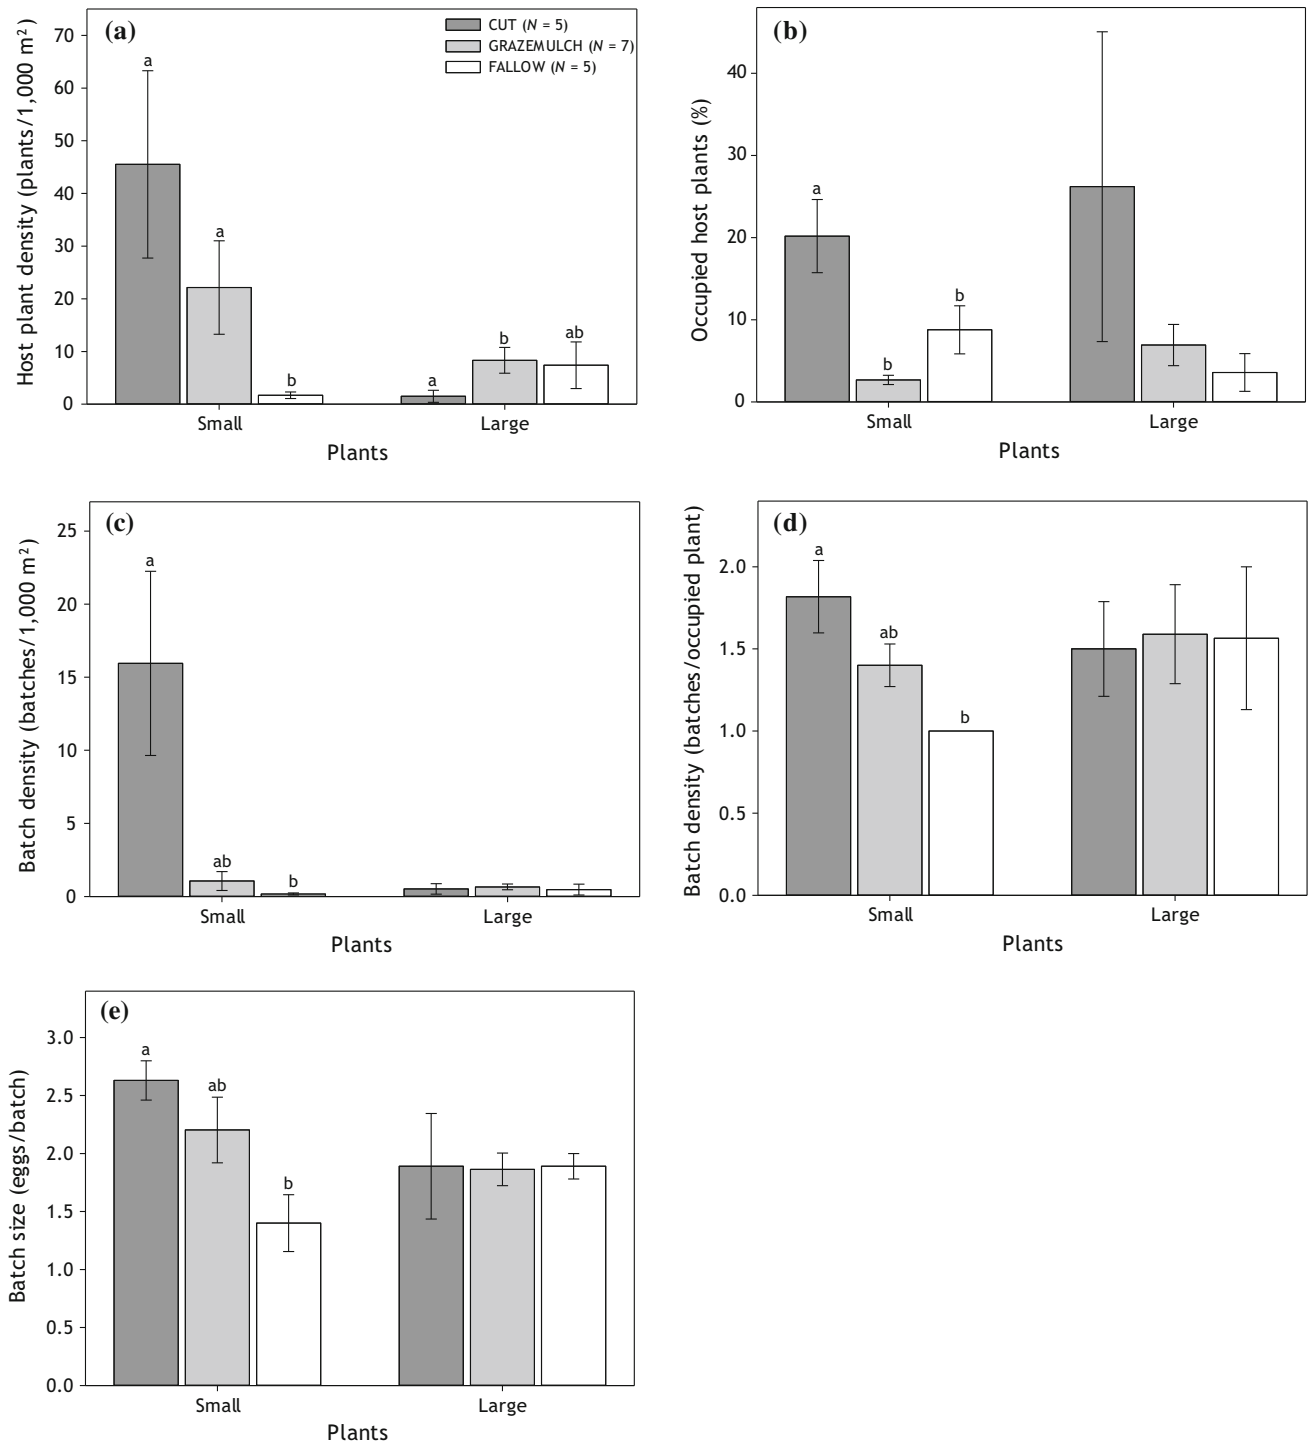 (a)
CUT (N = 5)
GRAZEMULCH (N = 7)
FALLOW (N = 5)
Host plant density (plants/1,000 m²)
70
60
50
40
30
20
10
0
a
a
b
a
b
ab
Small
Large
Plants
(b)
Occupied host plants (%)
40
30
20
10
0
a
b
b
Small
Large
Plants
(c)
Batch density (batches/1,000 m²)
25
20
15
10
5
0
a
ab
b
Small
Large
Plants
(d)
Batch density (batches/occupied plant)
2.0
1.5
1.0
0.5
0.0
a
ab
b
Small
Large
Plants
(e)
Batch size (eggs/batch)
3.0
2.5
2.0
1.5
1.0
0.5
0.0
a
ab
b
Small
Large
Plants